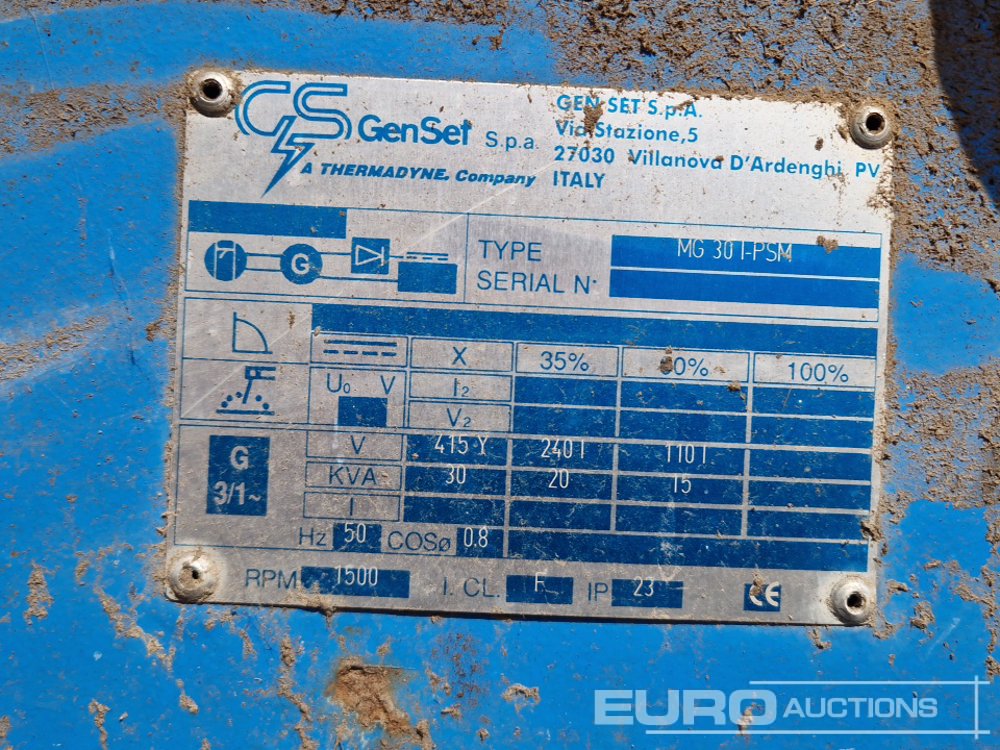 GS GenSet S.p.a.
A THERMADYNE® Company
GEN SET S.p.A.
Via Stazione,5
27030 Villanova D'Ardenghi PV
ITALY
TYPE MG 30 I-PSM
SERIAL N·
G
X 35% 60% 100%
U₀ V I₂
V₂
G 3/1~
V 415 Y 240 I 110 I
KVA 30 20 15
I
Hz 50 COSø 0.8
RPM 1500 I. CL. F IP 23 CE
EURO AUCTIONS